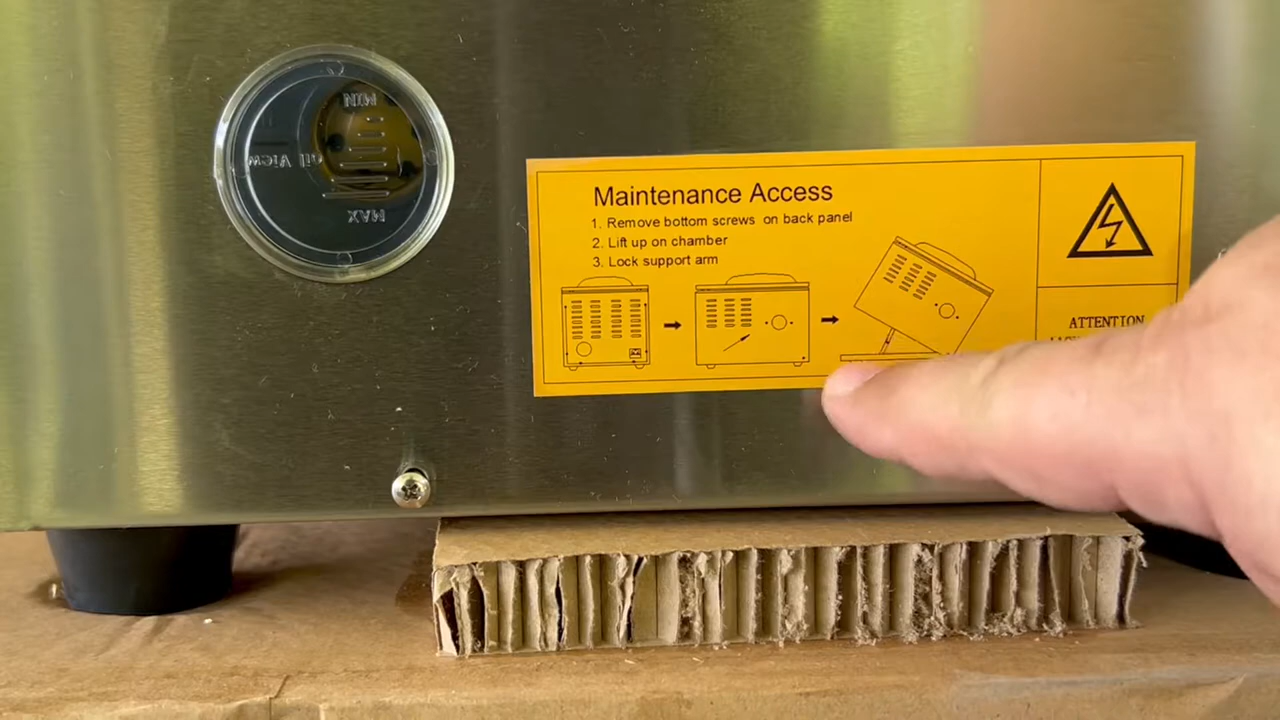 MIN
Oil View
MAX
Maintenance Access
1. Remove bottom screws on back panel
2. Lift up on chamber
3. Lock support arm
ATTENTION